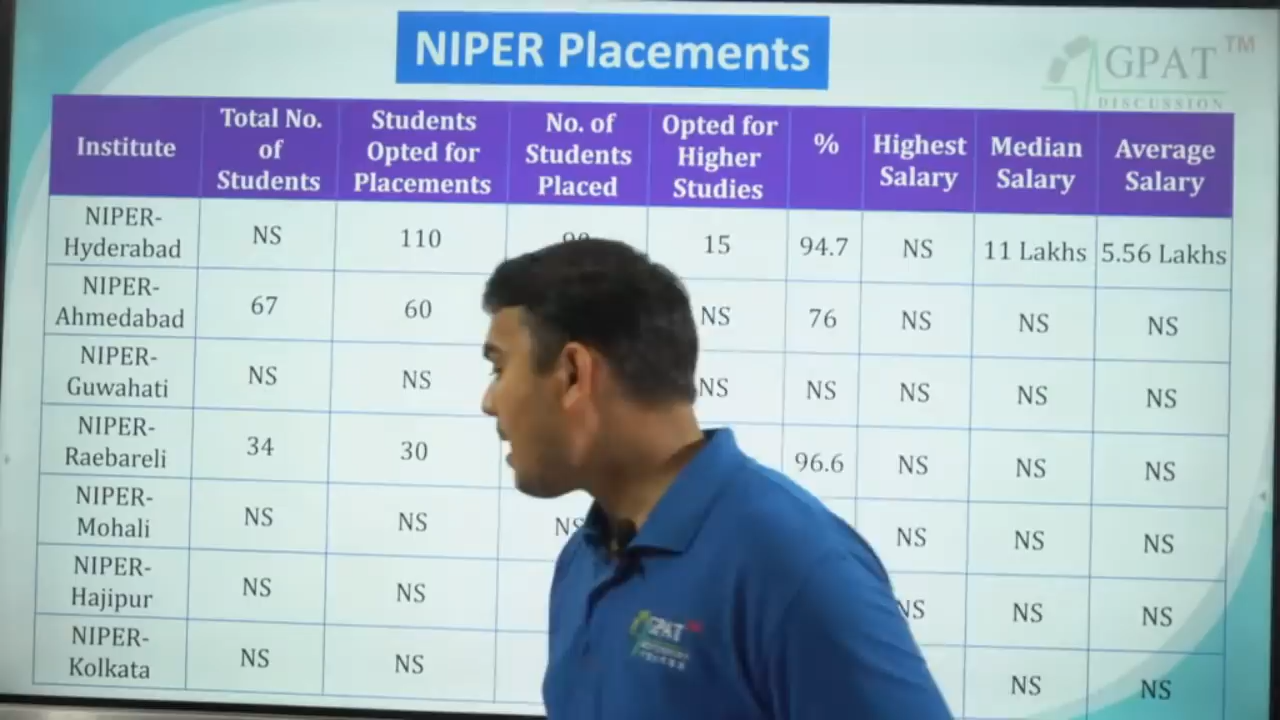 NIPER Placements
GPAT TM
DISCUSSION
Institute
Total No.
of
Students
Students
Opted for
Placements
No. of
Students
Placed
Opted for
Higher
Studies
%
Highest
Salary
Median
Salary
Average
Salary
NIPER-
Hyderabad
NS
110
15
94.7
NS
11 Lakhs
5.56 Lakhs
NIPER-
Ahmedabad
67
60
NS
76
NS
NS
NS
NIPER-
Guwahati
NS
NS
NS
NS
NS
NS
NS
NIPER-
Raebareli
34
30
96.6
NS
NS
NS
NIPER-
Mohali
NS
NS
NS
NS
NS
NS
NIPER-
Hajipur
NS
NS
NS
NS
NS
NIPER-
Kolkata
NS
NS
NS
NS
GPAT